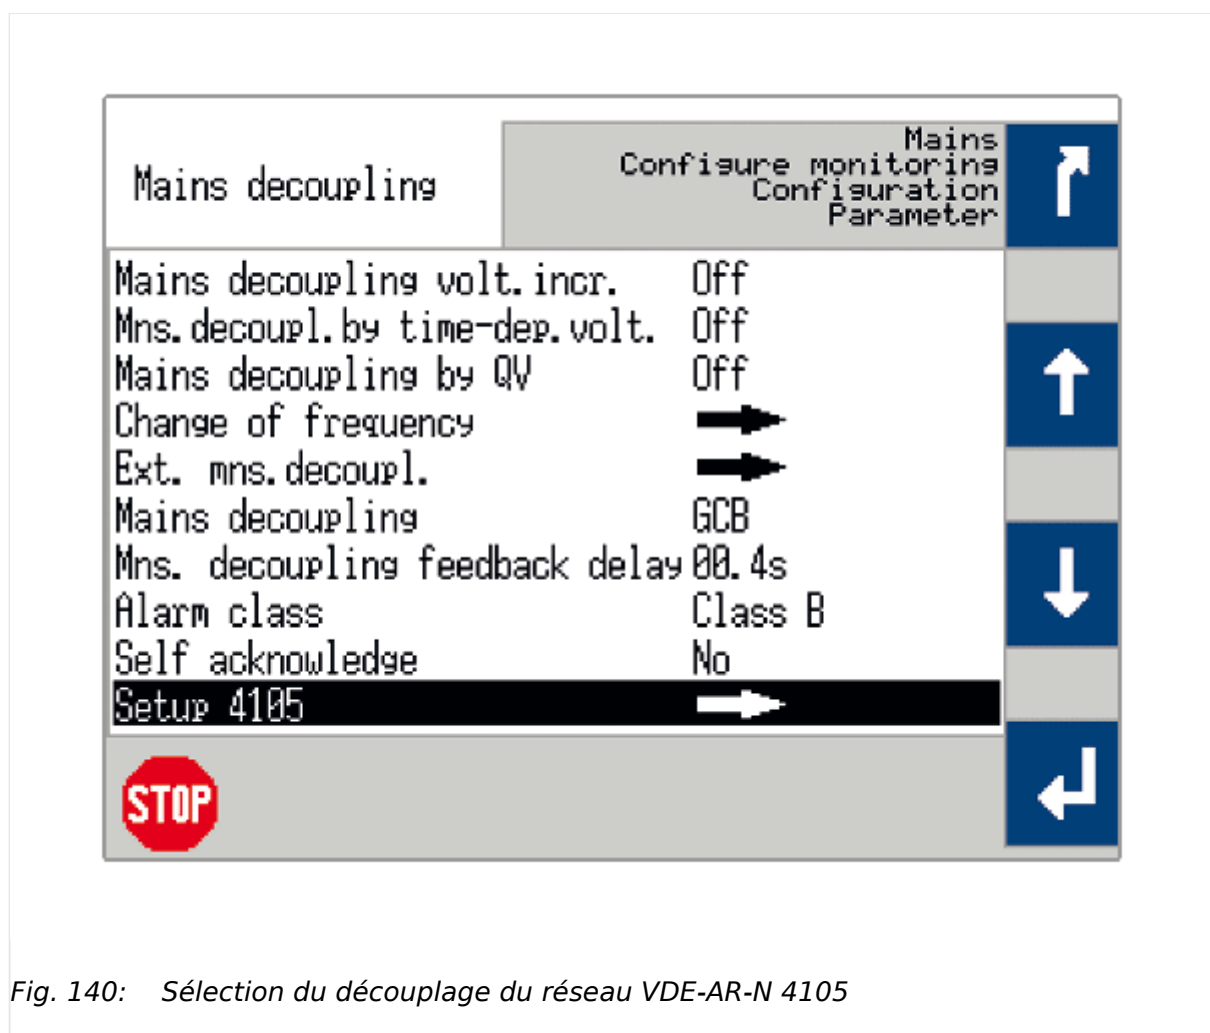 Mains decoupling
Mains
Configure monitoring
Configuration
Parameter
Mains decoupling volt.incr. Off
Mns.decoupl.by time-dep.volt. Off
Mains decoupling by QV Off
Change of frequency
Ext. mns.decoupl.
Mains decoupling GCB
Mns. decoupling feedback delay 00.4s
Alarm class Class B
Self acknowledge No
Setup 4105
STOP
Fig. 140: Sélection du découplage du réseau VDE-AR-N 4105